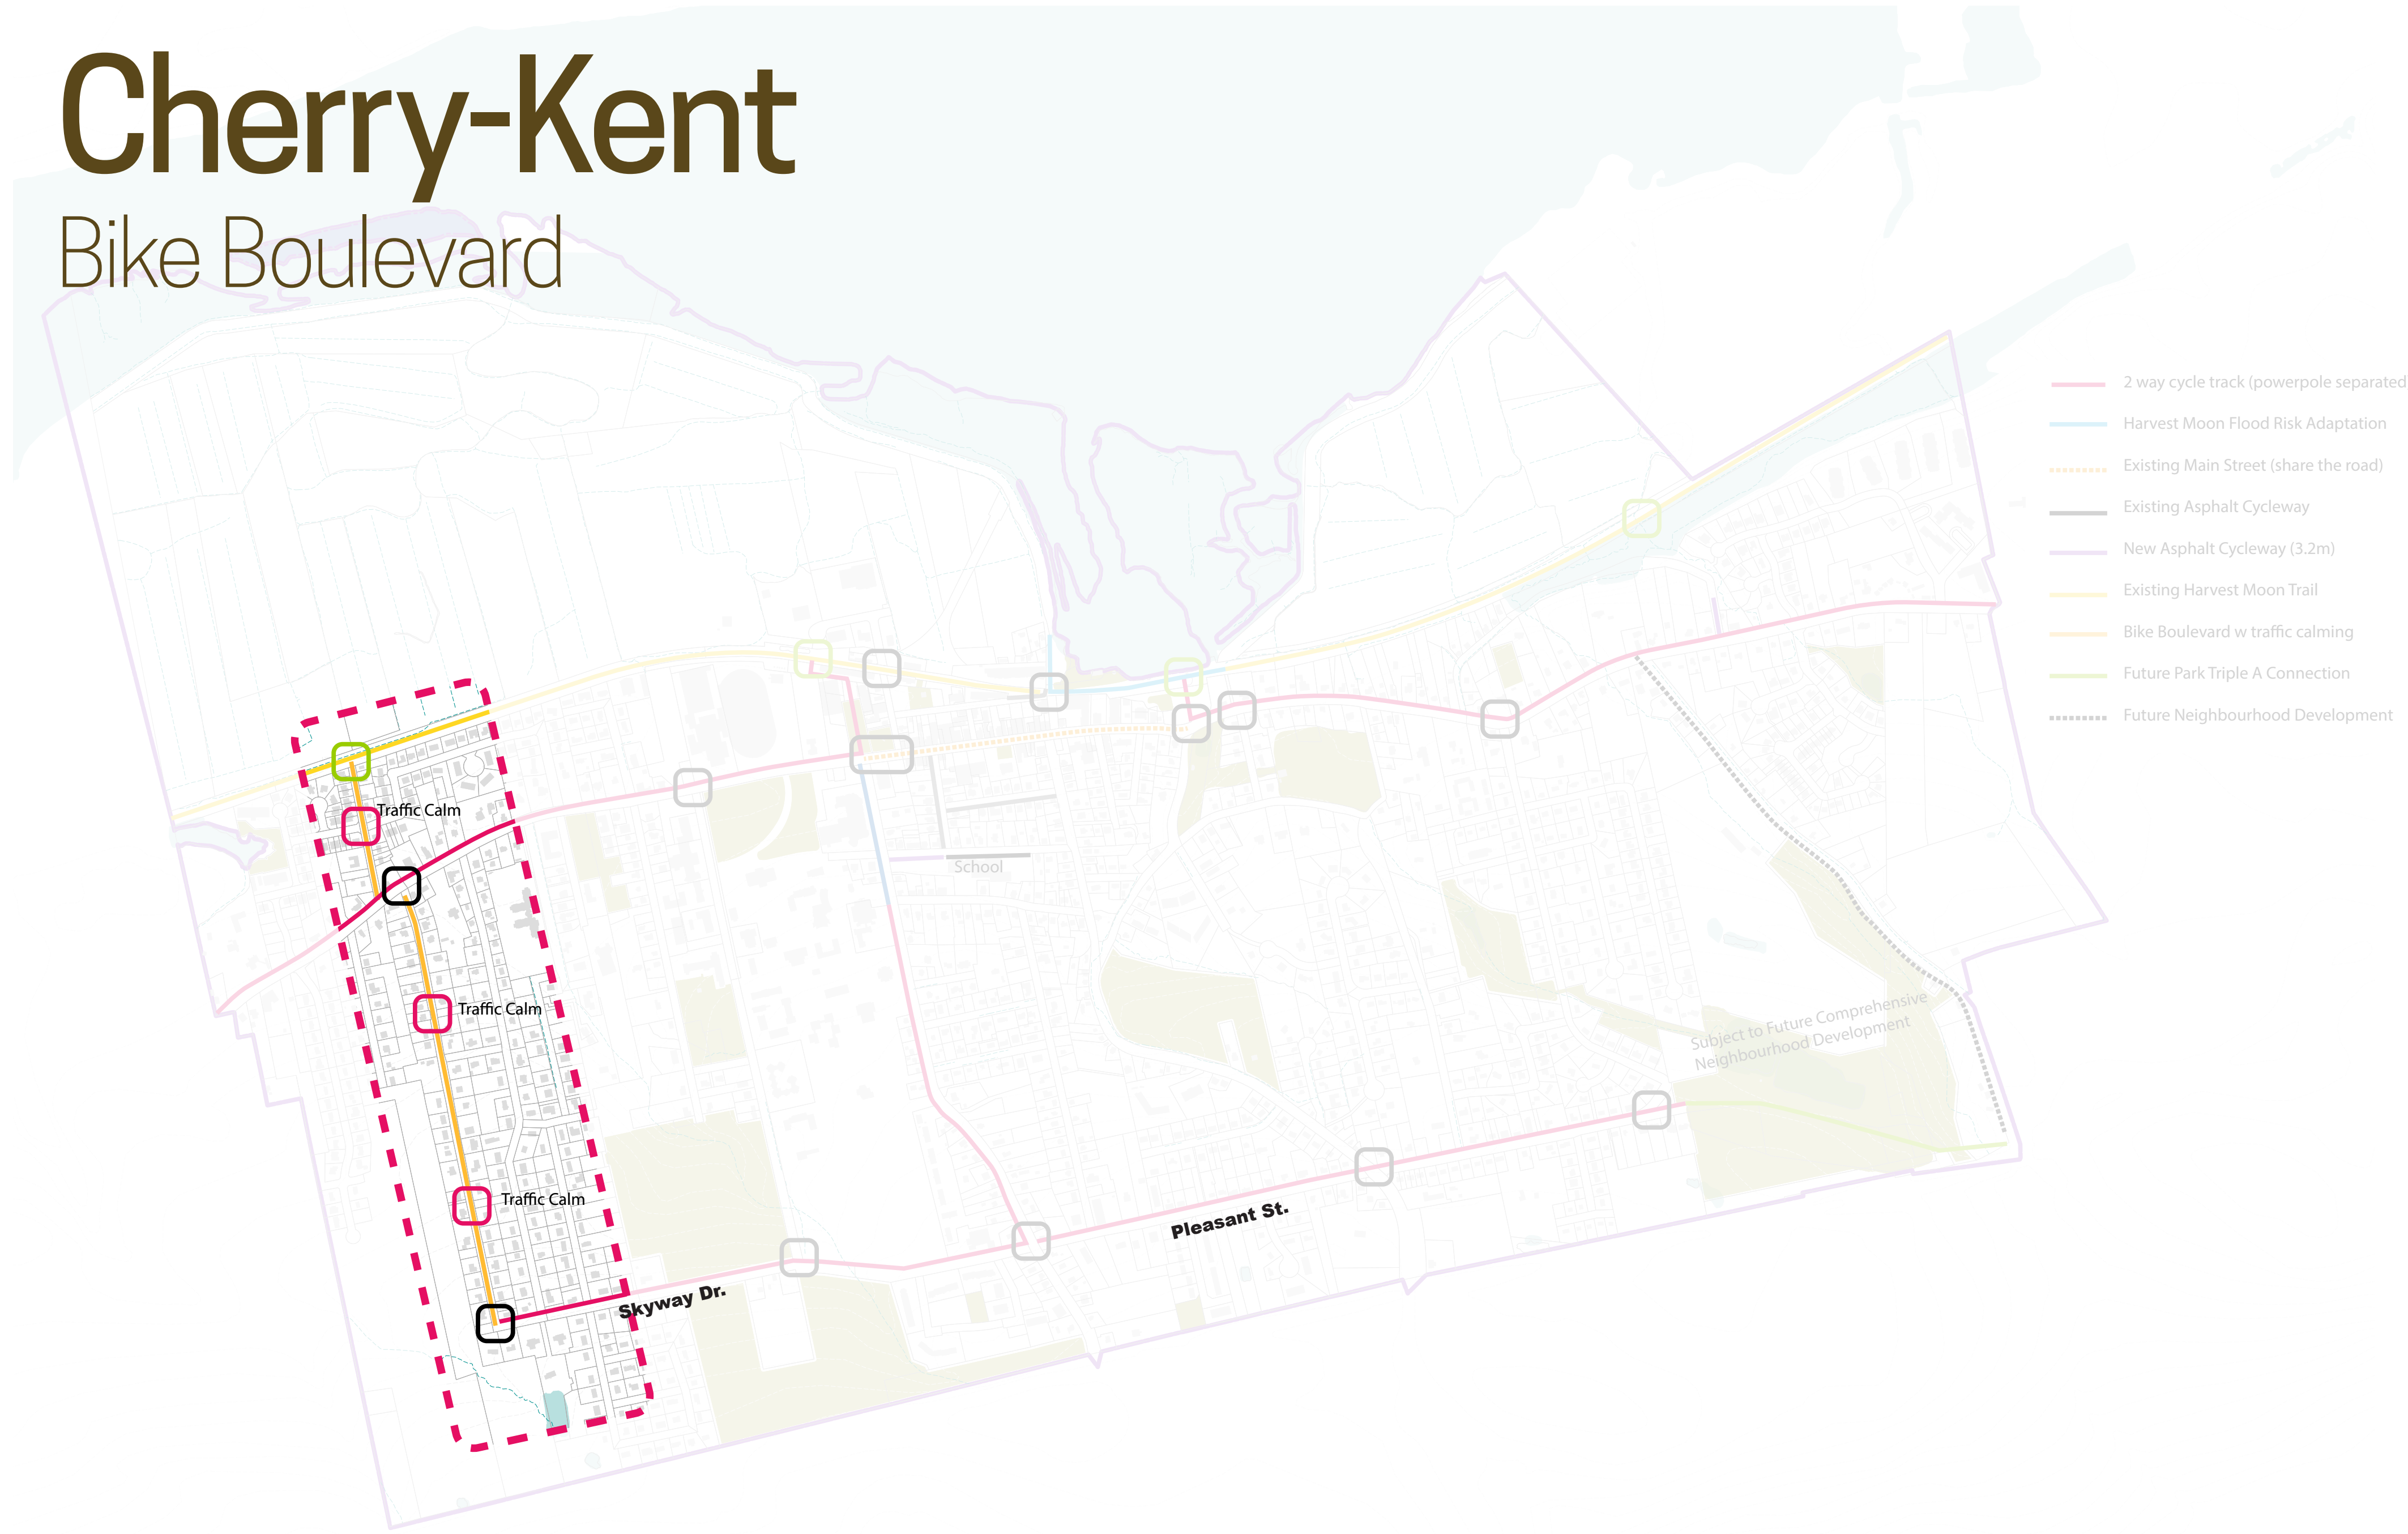 Cherry-Kent
Bike Boulevard
2 way cycle track (powerpole separated
Harvest Moon Flood Risk Adaptation
Existing Main Street (share the road)
Existing Asphalt Cycleway
New Asphalt Cycleway (3.2m)
Existing Harvest Moon Trail
Bike Boulevard w traffic calming
Future Park Triple A Connection
Future Neighbourhood Development
Traffic Calm
School
Traffic Calm
Subject to Future Comprehensive
Neighbourhood Development
Traffic Calm
Pleasant St.
Skyway Dr.